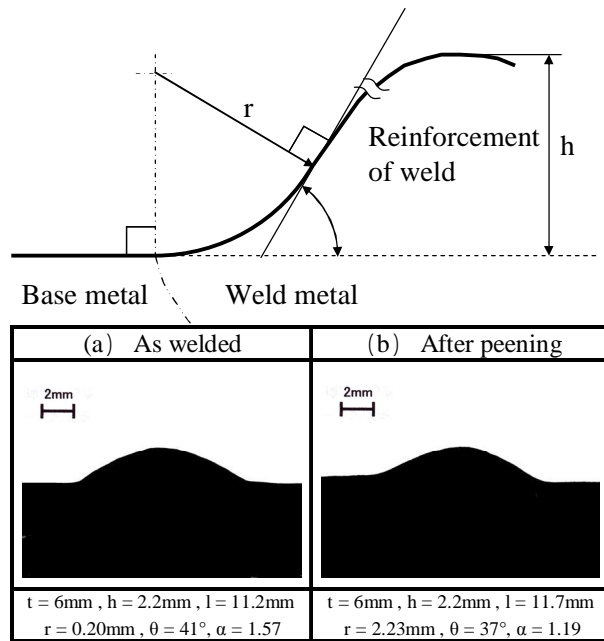 r
Reinforcement
of weld
h
Base metal
Weld metal
(a) As welded
(b) After peening
2mm
2mm
t = 6mm , h = 2.2mm , l = 11.2mm
r = 0.20mm , θ = 41°, α = 1.57
t = 6mm , h = 2.2mm , l = 11.7mm
r = 2.23mm , θ = 37°, α = 1.19